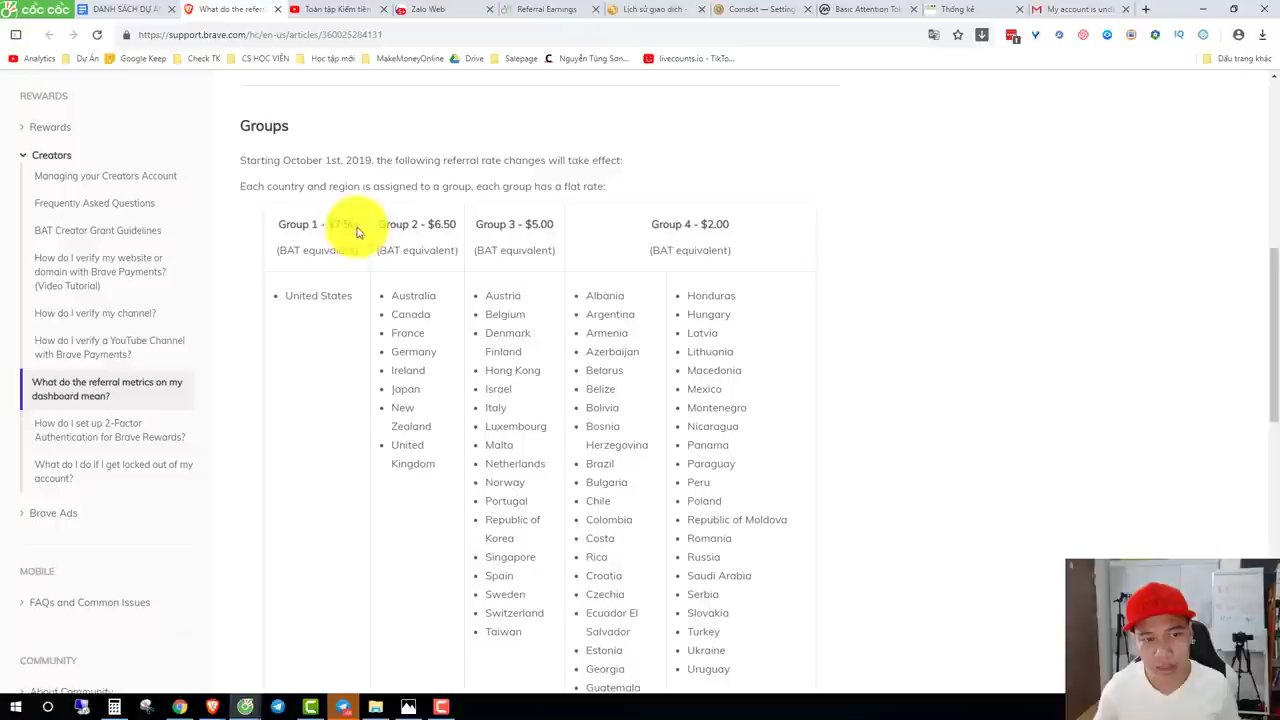 cốc cốc
DANH SÁCH DỰ ÁN
What do the referral
Toàn tập Kiếm tiền
Zalo Web
Referral Earnings
Lịch sử giao dịch -
Coinsbit — Setting
Basic Attention Tok
Thống kê
My account is unde
https://support.brave.com/hc/en-us/articles/360025284131
Analytics
Dự Án
Google Keep
Check TK
CS HỌC VIÊN
Học tập mới
MakeMoneyOnline
Drive
Salepage
Nguyễn Tùng Sơn...
livecounts.io - TikTo...
Dấu trang khác
REWARDS
Rewards
Creators
Managing your Creators Account
Frequently Asked Questions
BAT Creator Grant Guidelines
How do I verify my website or
domain with Brave Payments?
(Video Tutorial)
How do I verify my channel?
How do I verify a YouTube Channel
with Brave Payments?
What do the referral metrics on my
dashboard mean?
How do I set up 2-Factor
Authentication for Brave Rewards?
What do I do if I get locked out of my
account?
Brave Ads
MOBILE
FAQs and Common Issues
COMMUNITY
About Community
Groups
Starting October 1st, 2019, the following referral rate changes will take effect:
Each country and region is assigned to a group, each group has a flat rate:
Group 1 - $7.50
(BAT equivalent)
United States
Group 2 - $6.50
(BAT equivalent)
Australia
Canada
France
Germany
Ireland
Japan
New
Zealand
United
Kingdom
Group 3 - $5.00
(BAT equivalent)
Austria
Belgium
Denmark
Finland
Hong Kong
Israel
Italy
Luxembourg
Malta
Netherlands
Norway
Portugal
Republic of
Korea
Singapore
Spain
Sweden
Switzerland
Taiwan
Group 4 - $2.00
(BAT equivalent)
Albania
Argentina
Armenia
Azerbaijan
Belarus
Belize
Bolivia
Bosnia
Herzegovina
Brazil
Bulgaria
Chile
Colombia
Costa
Rica
Croatia
Czechia
Ecuador El
Salvador
Estonia
Georgia
Guatemala
Honduras
Hungary
Latvia
Lithuania
Macedonia
Mexico
Montenegro
Nicaragua
Panama
Paraguay
Peru
Poland
Republic of Moldova
Romania
Russia
Saudi Arabia
Serbia
Slovakia
Turkey
Ukraine
Uruguay